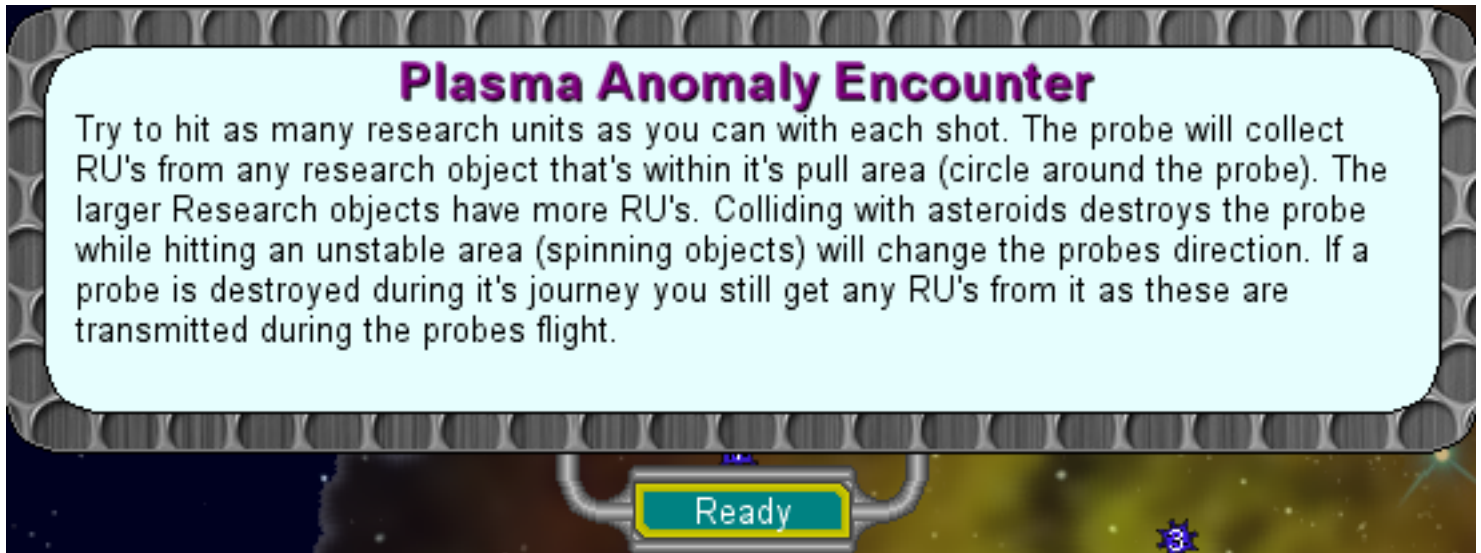 Plasma Anomaly Encounter
Try to hit as many research units as you can with each shot. The probe will collect
RU's from any research object that's within it's pull area (circle around the probe). The
larger Research objects have more RU's. Colliding with asteroids destroys the probe
while hitting an unstable area (spinning objects) will change the probes direction. If a
probe is destroyed during it's journey you still get any RU's from it as these are
transmitted during the probes flight.
Ready
3